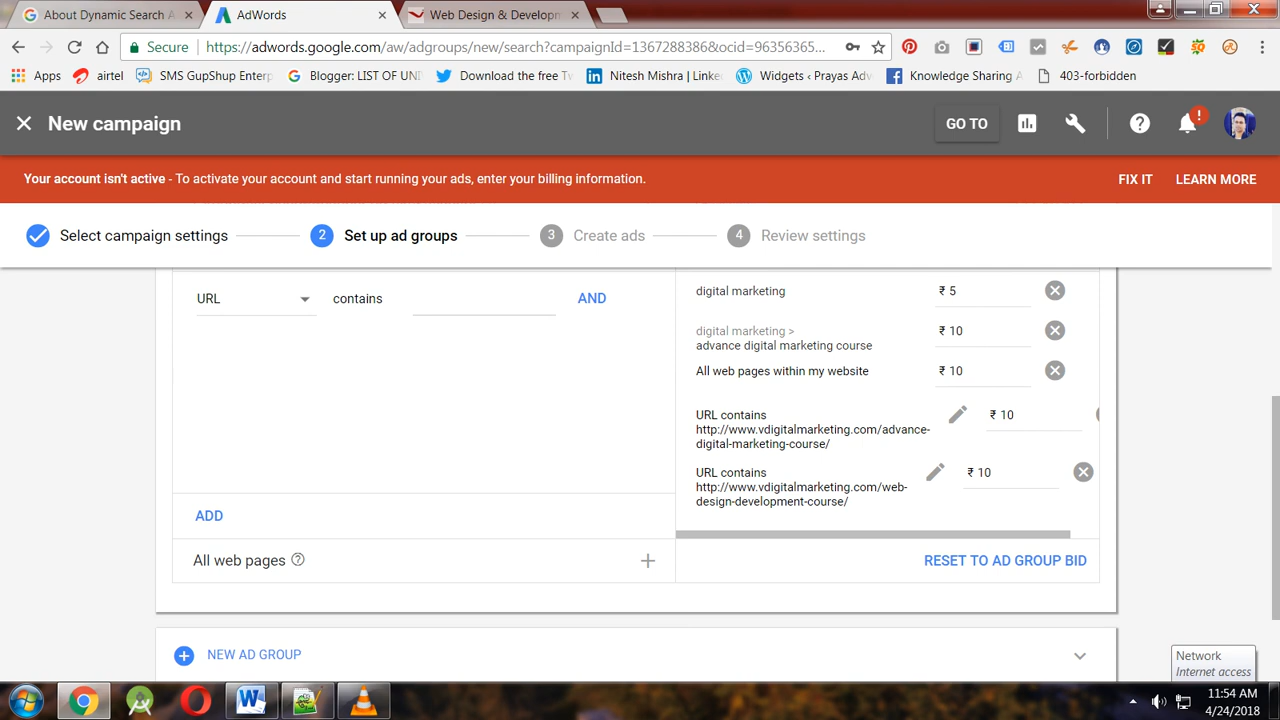 About Dynamic Search A
AdWords
Web Design & Developm
Secure
https://adwords.google.com/aw/adgroups/new/search?campaignId=1367288386&ocid=96356365...
Apps
airtel
SMS GupShup Enterp
Blogger: LIST OF UNI
Download the free Tw
Nitesh Mishra | Linke
Widgets ‹ Prayas Adv
Knowledge Sharing A
403-forbidden
New campaign
GO TO
Your account isn't active - To activate your account and start running your ads, enter your billing information.
FIX IT
LEARN MORE
Select campaign settings
2
Set up ad groups
3
Create ads
4
Review settings
URL
contains
AND
digital marketing
₹ 5
digital marketing >
advance digital marketing course
₹ 10
All web pages within my website
₹ 10
URL contains
http://www.vdigitalmarketing.com/advance-
digital-marketing-course/
₹ 10
URL contains
http://www.vdigitalmarketing.com/web-
design-development-course/
₹ 10
ADD
All web pages
RESET TO AD GROUP BID
NEW AD GROUP
Network
Internet access
11:54 AM
4/24/2018